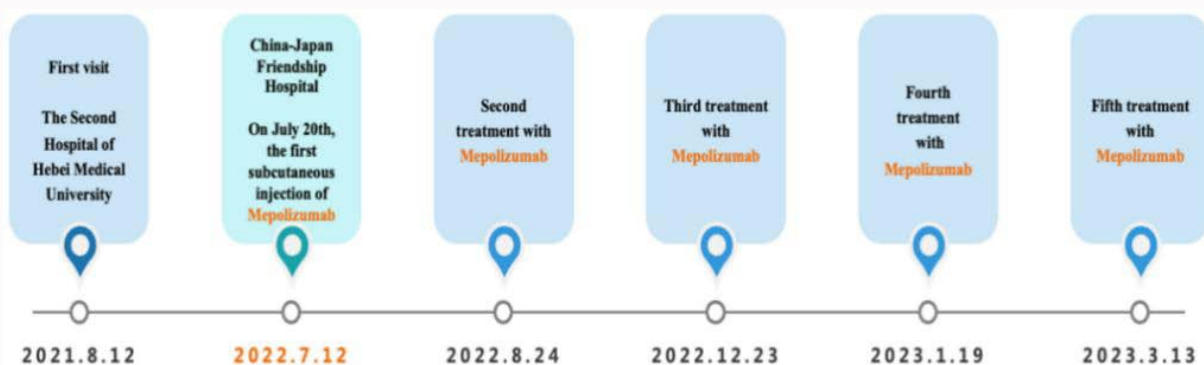 First visit
The Second
Hospital of
Hebei Medical
University
China-Japan
Friendship
Hospital
On July 20th,
the first
subcutaneous
injection of
Mepolizumab
Second
treatment with
Mepolizumab
Third treatment
with
Mepolizumab
Fourth
treatment
with
Mepolizumab
Fifth treatment
with
Mepolizumab
2021.8.12
2022.7.12
2022.8.24
2022.12.23
2023.1.19
2023.3.13